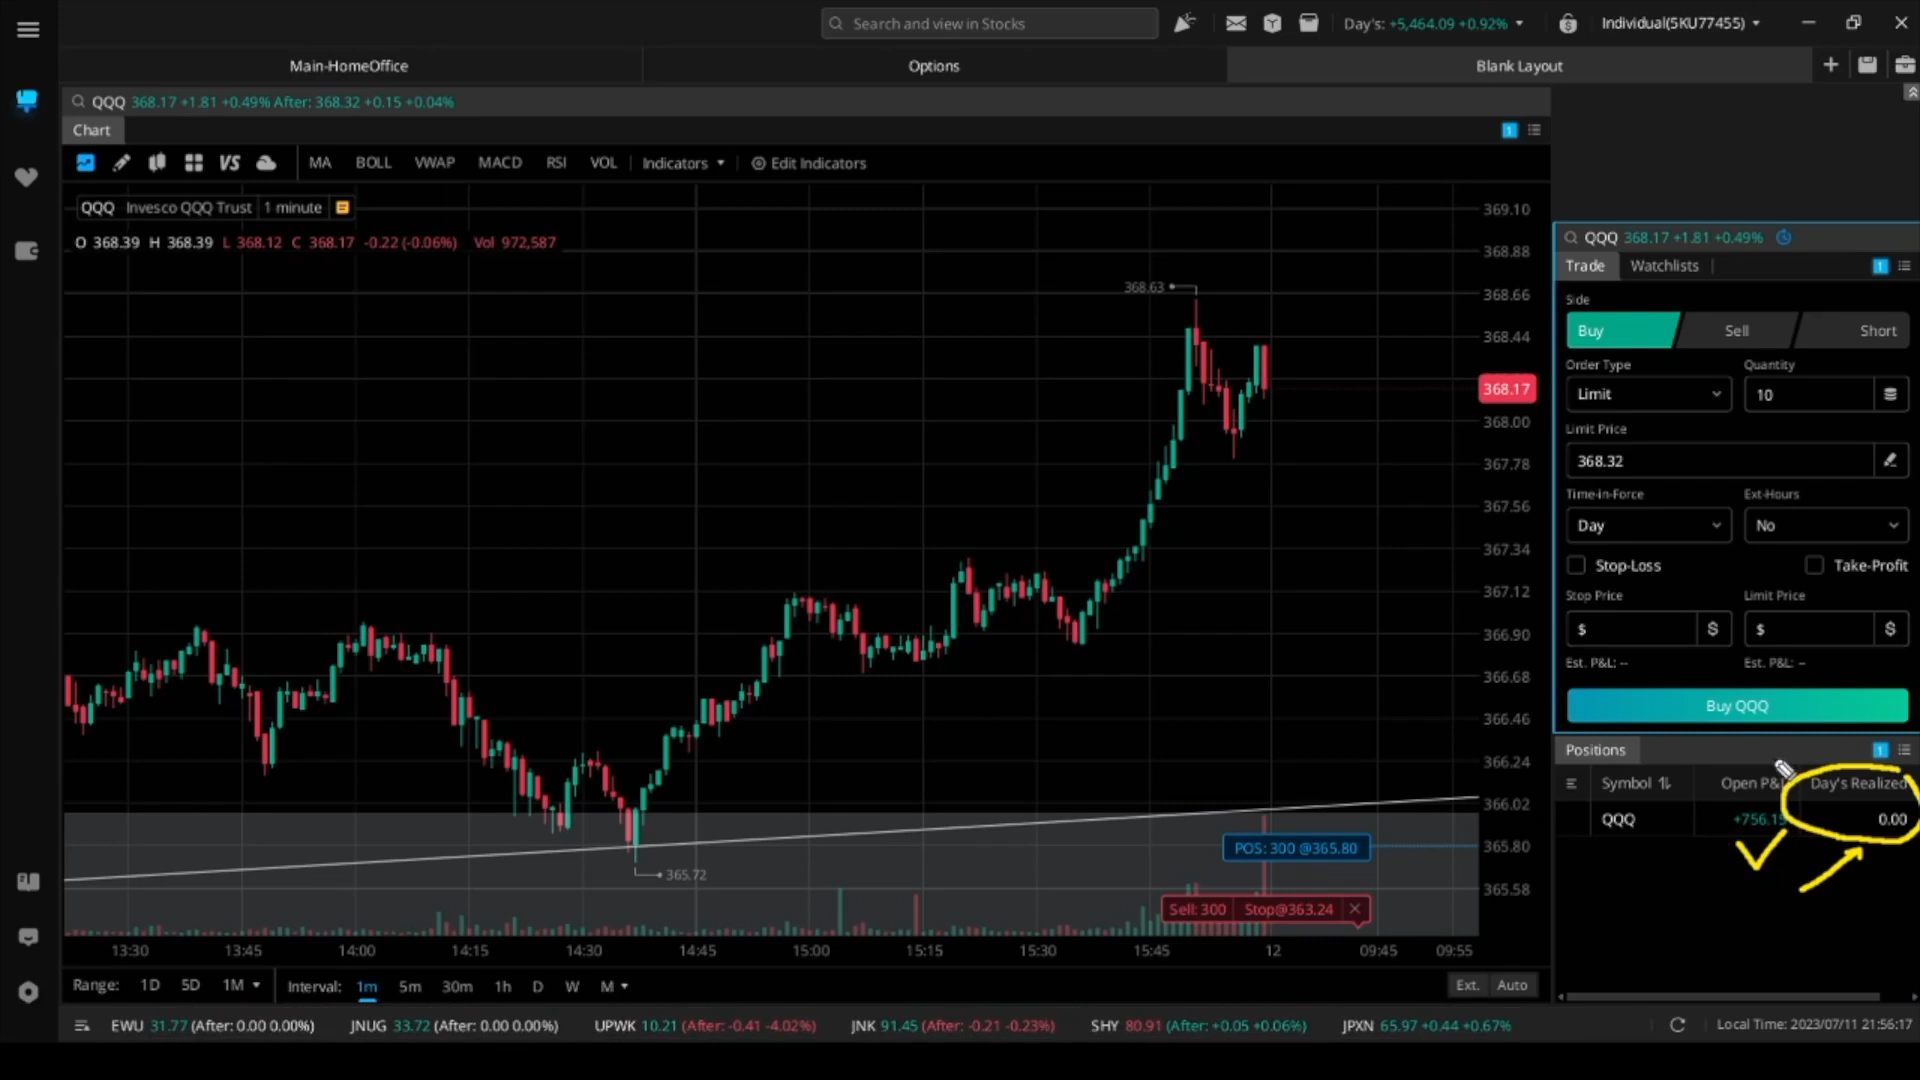 Search and view in Stocks
Day's: +5,464.09 +0.92%
Individual(5KU77455)
Main-HomeOffice
Options
Blank Layout
QQQ 368.17 +1.81 +0.49% After: 368.32 +0.15 +0.04%
Chart
1
VS
MA BOLL VWAP MACD RSI VOL Indicators Edit Indicators
QQQ Invesco QQQ Trust 1 minute
O 368.39 H 368.39 L 368.12 C 368.17 -0.22 (-0.06%) Vol 972,587
368.63
365.72
369.10
368.88
368.66
368.44
368.17
368.00
367.78
367.56
367.34
367.12
366.90
366.68
366.46
366.24
366.02
365.80
365.58
POS: 300 @365.80
Sell: 300 Stop@363.24
13:30 13:45 14:00 14:15 14:30 14:45 15:00 15:15 15:30 15:45 12 09:45 09:55
Range: 1D 5D 1M Interval: 1m 5m 30m 1h D W M
Ext. Auto
QQQ 368.17 +1.81 +0.49%
Trade Watchlists
1
Side
Buy Sell Short
Order Type Quantity
Limit 10
Limit Price
368.32
Time-in-Force Ext-Hours
Day No
Stop-Loss Take-Profit
Stop Price Limit Price
$ $ $ $
Est. P&L: -- Est. P&L: --
Buy QQQ
Positions
1
Symbol Day's Realized
QQQ 0.00
EWU 31.77 (After: 0.00 0.00%) JNUG 33.72 (After: 0.00 0.00%) UPWK 10.21 (After: -0.41 -4.02%) JNK 91.45 (After: -0.21 -0.23%) SHY 80.91 (After: +0.05 +0.06%) JPXN 65.97 +0.44 +0.67%
Local Time: 2023/07/11 21:56:17